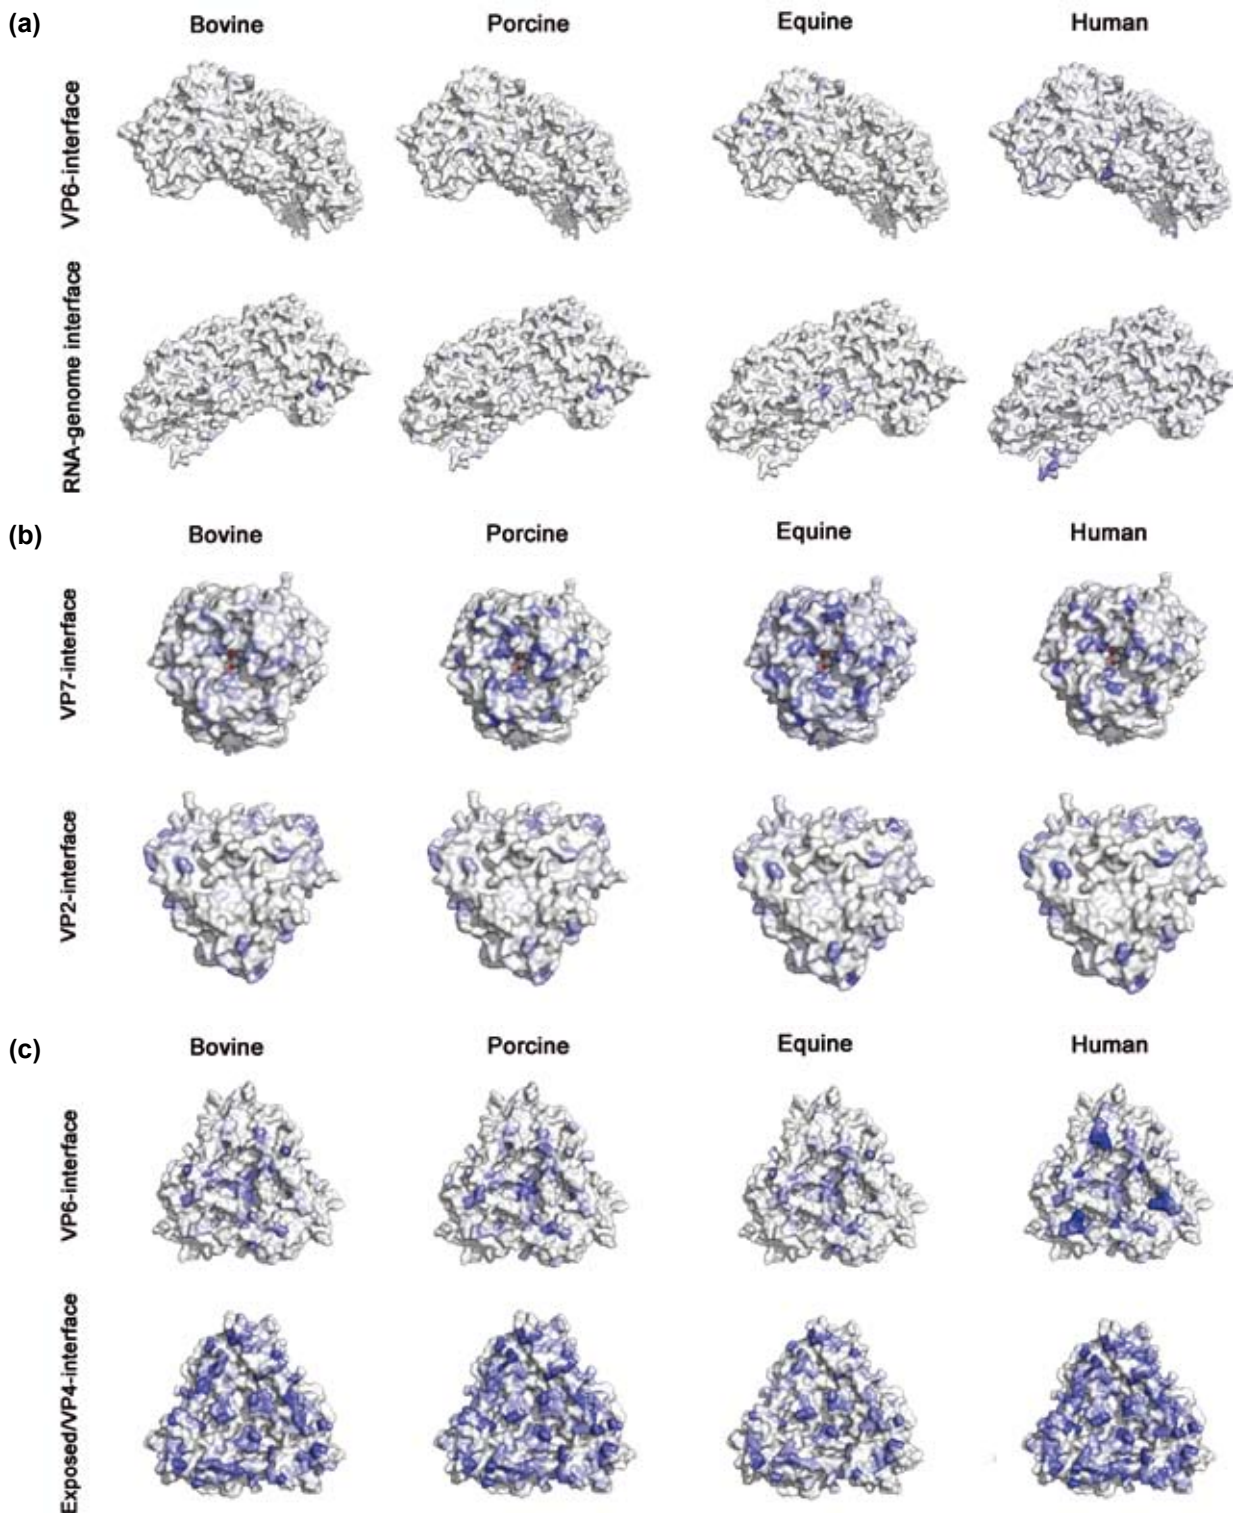 (a)
Bovine Porcine Equine Human
VP6-interface
RNA-genome interface
(b)
Bovine Porcine Equine Human
VP7-interface
VP2-interface
(c)
Bovine Porcine Equine Human
VP6-interface
Exposed/VP4-interface